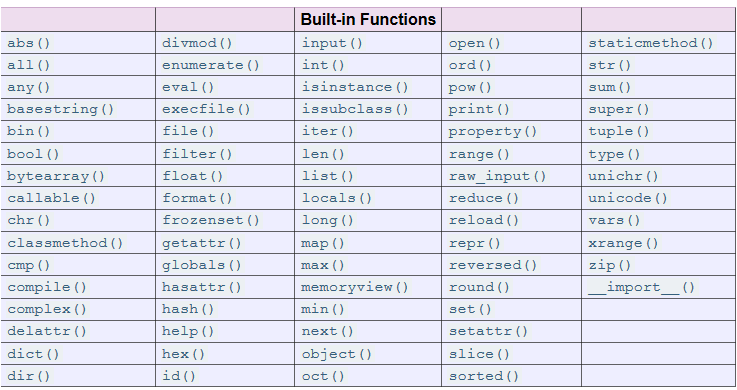 Built-in Functions
abs() divmod() input() open() staticmethod()
all() enumerate() int() ord() str()
any() eval() isinstance() pow() sum()
basestring() execfile() issubclass() print() super()
bin() file() iter() property() tuple()
bool() filter() len() range() type()
bytearray() float() list() raw_input() unichr()
callable() format() locals() reduce() unicode()
chr() frozenset() long() reload() vars()
classmethod() getattr() map() repr() xrange()
cmp() globals() max() reversed() zip()
compile() hasattr() memoryview() round() __import__()
complex() hash() min() set()
delattr() help() next() setattr()
dict() hex() object() slice()
dir() id() oct() sorted()